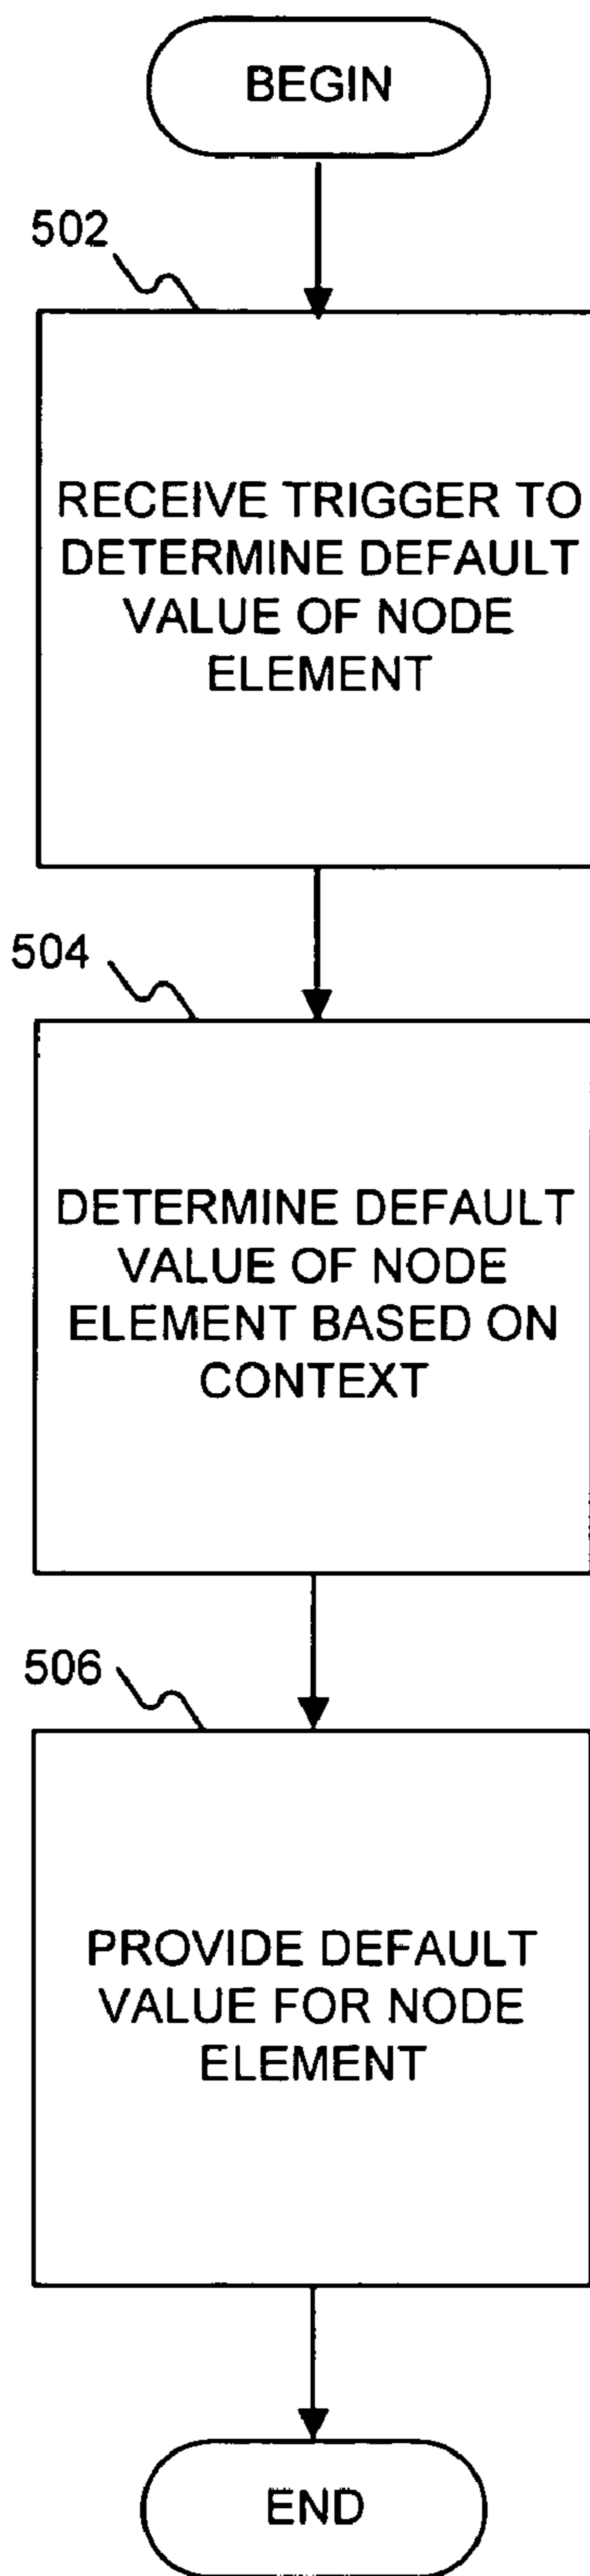 BEGIN
502
RECEIVE TRIGGER TO
DETERMINE DEFAULT
VALUE OF NODE
ELEMENT
504
DETERMINE DEFAULT
VALUE OF NODE
ELEMENT BASED ON
CONTEXT
506
PROVIDE DEFAULT
VALUE FOR NODE
ELEMENT
END